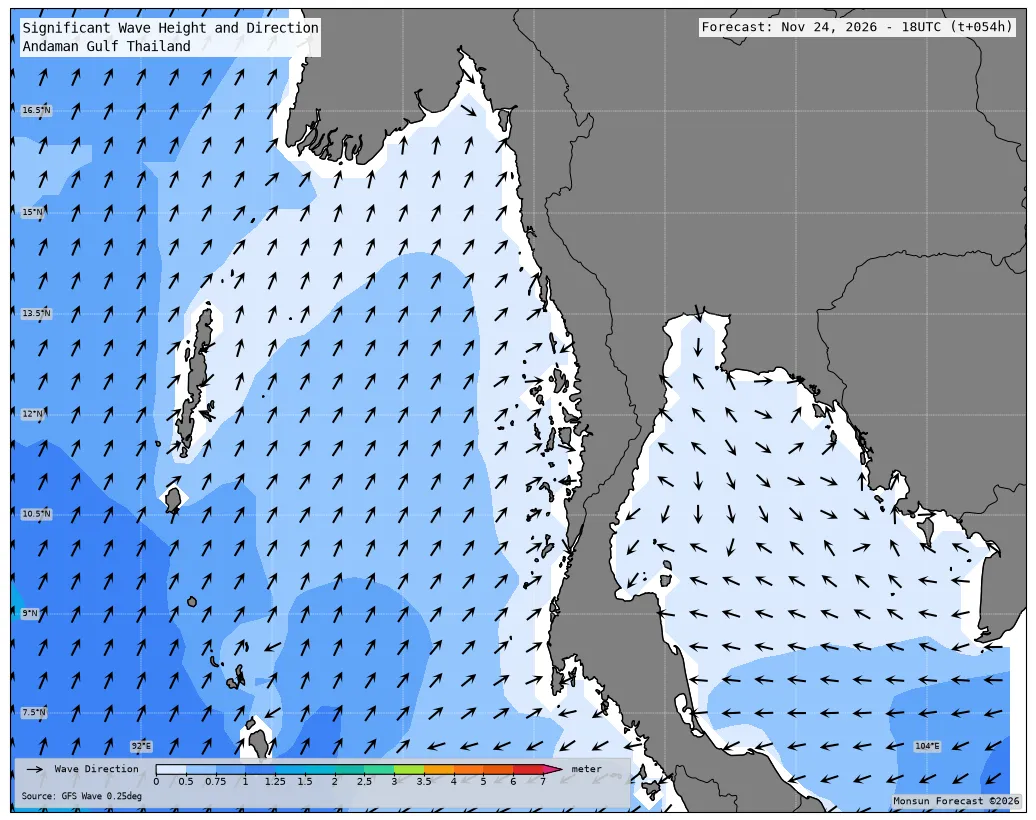 Significant Wave Height and Direction
Andaman Gulf Thailand
Forecast: Nov 24, 2026 - 18UTC (t+054h)
16.5°N
15°N
13.5°N
12°N
10.5°N
9°N
7.5°N
92°E
104°E
Wave Direction
0 0.5 0.75 1 1.25 1.5 2 2.5 3 3.5 4 5 6 7
meter
Source: GFS Wave 0.25deg
Monsun Forecast ©2026